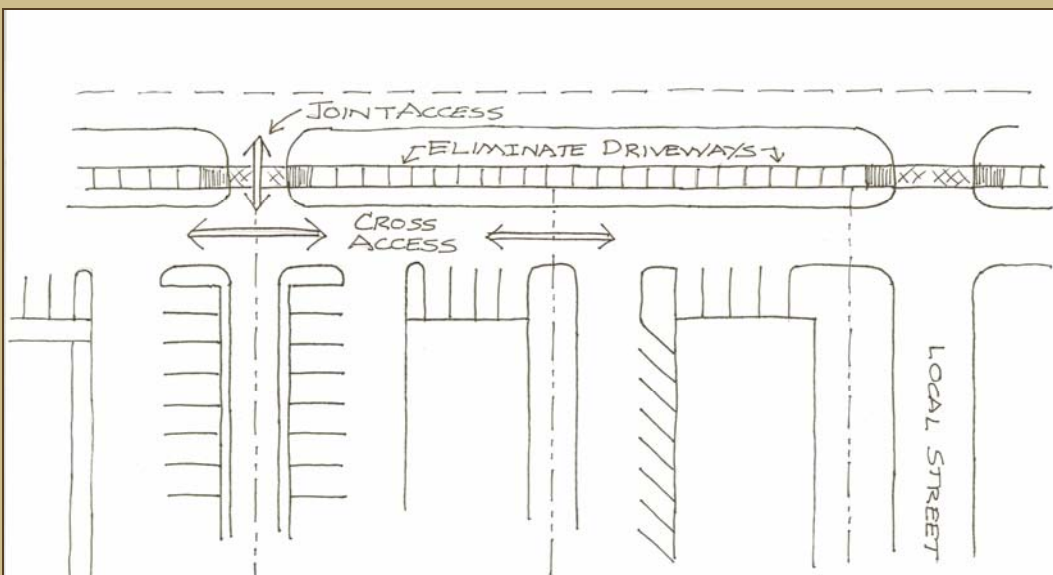 JOINT ACCESS
ELIMINATE DRIVEWAYS
CROSS
ACCESS
LOCAL STREET